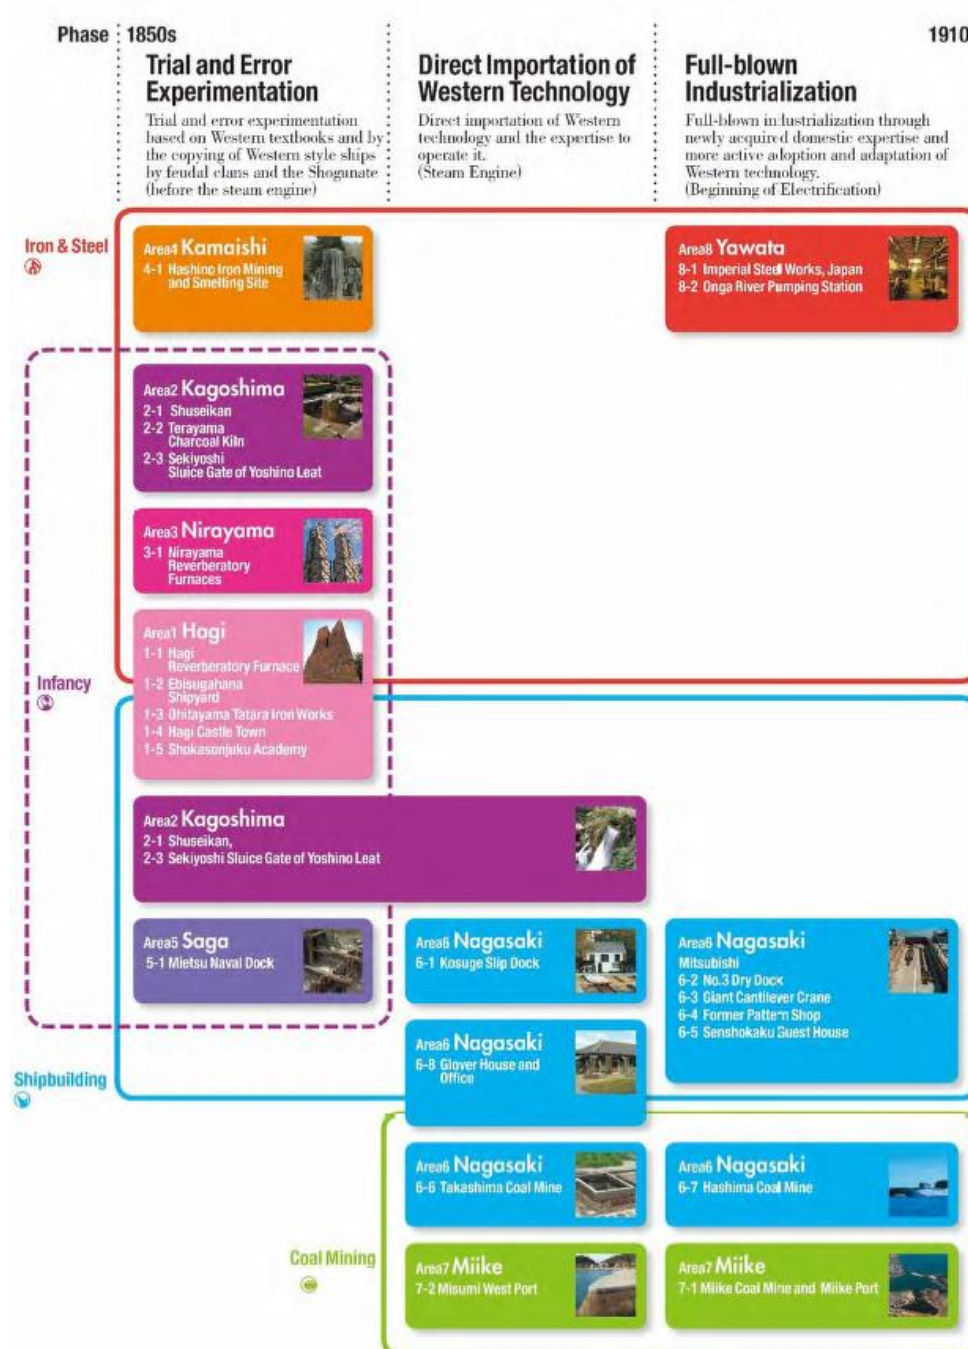 Phase
1850s
1910
Trial and Error
Experimentation
Trial and error experimentation
based on Western textbooks and by
the copying of Western style ships
by feudal clans and the Shogunate
(before the steam engine)
Direct Importation of
Western Technology
Direct importation of Western
technology and the expertise to
operate it.
(Steam Engine)
Full-blown
Industrialization
Full-blown industrialization through
newly acquired domestic expertise and
more active adoption and adaptation of
Western technology.
(Beginning of Electrification)
Iron & Steel
Area4 Kamaishi
4-1 Hashino Iron Mining
and Smelting Site
Area8 Yawata
8-1 Imperial Steel Works, Japan
8-2 Onga River Pumping Station
Area2 Kagoshima
2-1 Shuseikan
2-2 Terayama
Charcoal Kiln
2-3 Sekiyoshi
Sluice Gate of Yoshino Leat
Area3 Nirayama
3-1 Nirayama
Reverberatory
Furnaces
Infancy
Area1 Hagi
1-1 Hagi
Reverberatory Furnace
1-2 Ebisugahana
Shipyard
1-3 Ohitayama Tatara Iron Works
1-4 Hagi Castle Town
1-5 Shokasonjuku Academy
Area2 Kagoshima
2-1 Shuseikan,
2-3 Sekiyoshi Sluice Gate of Yoshino Leat
Area5 Saga
5-1 Mietsu Naval Dock
Area6 Nagasaki
6-1 Kosuge Slip Dock
Area6 Nagasaki
Mitsubishi
6-2 No.3 Dry Dock
6-3 Giant Cantilever Crane
6-4 Former Pattern Shop
6-5 Senshokaku Guest House
Area6 Nagasaki
6-8 Glover House and
Office
Shipbuilding
Area6 Nagasaki
6-6 Takashima Coal Mine
Area6 Nagasaki
6-7 Hashima Coal Mine
Coal Mining
Area7 Miike
7-2 Misumi West Port
Area7 Miike
7-1 Miike Coal Mine and Miike Port